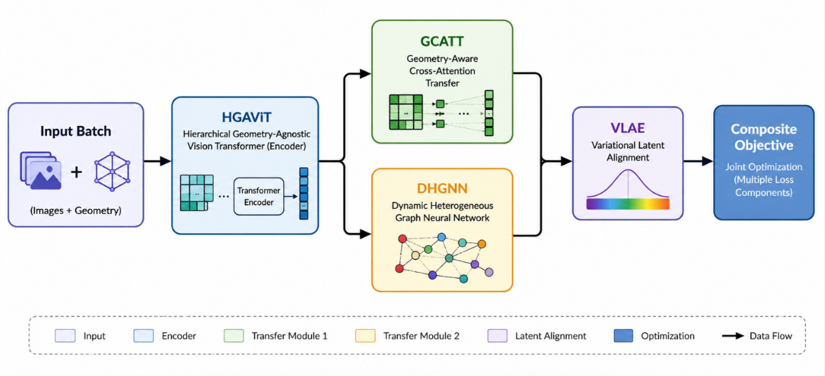 Input Batch
+
(Images + Geometry)
HGAViT
Hierarchical Geometry-Agnostic
Vision Transformer (Encoder)
...
Transformer
Encoder
GCATT
Geometry-Aware
Cross-Attention
Transfer
...
DHGNN
Dynamic Heterogeneous
Graph Neural Network
VLAE
Variational Latent
Alignment
Composite
Objective
Joint Optimization
(Multiple Loss
Components)
Input
Encoder
Transfer Module 1
Transfer Module 2
Latent Alignment
Optimization
Data Flow